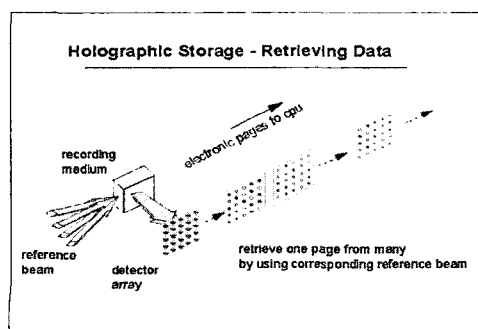 Holographic Storage - Retrieving Data
electronic pages to cpu
recording
medium
reference
beam
detector
array
retrieve one page from many
by using corresponding reference beam